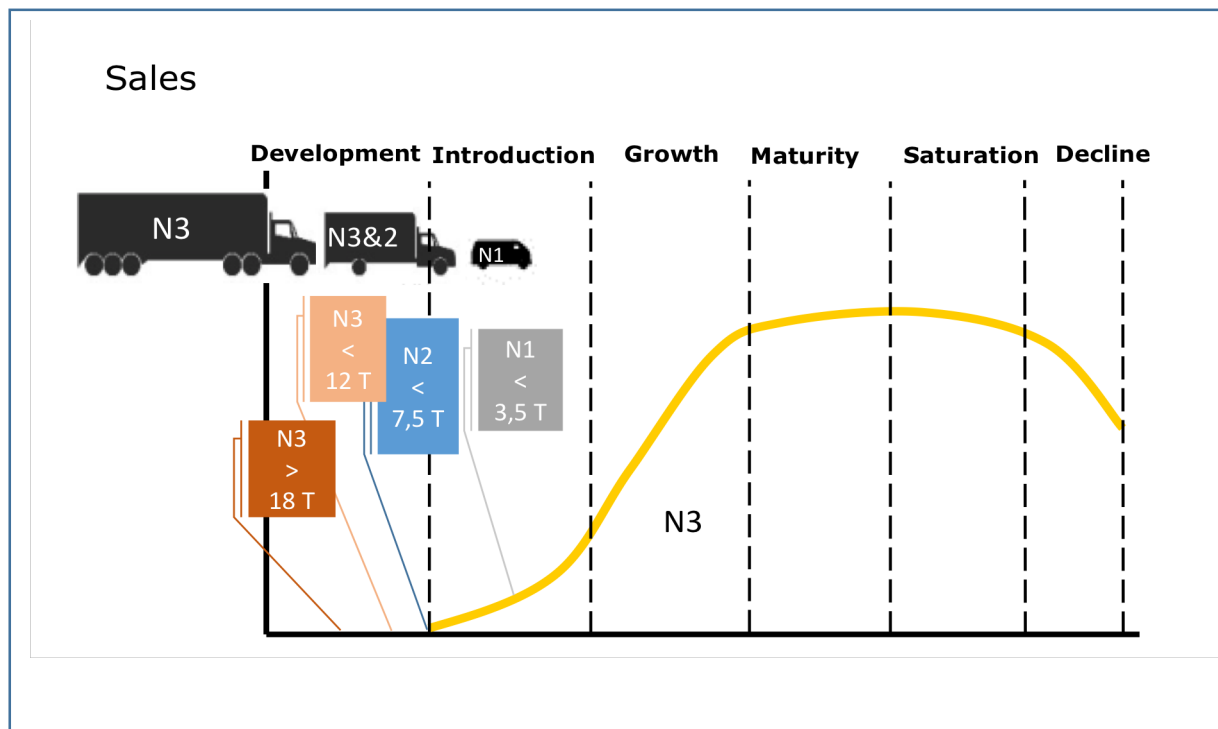 Sales
Development Introduction Growth Maturity Saturation Decline
N3
N3&2
N1
N3
<
12 T
N2
<
7,5 T
N1
<
3,5 T
N3
>
18 T
N3